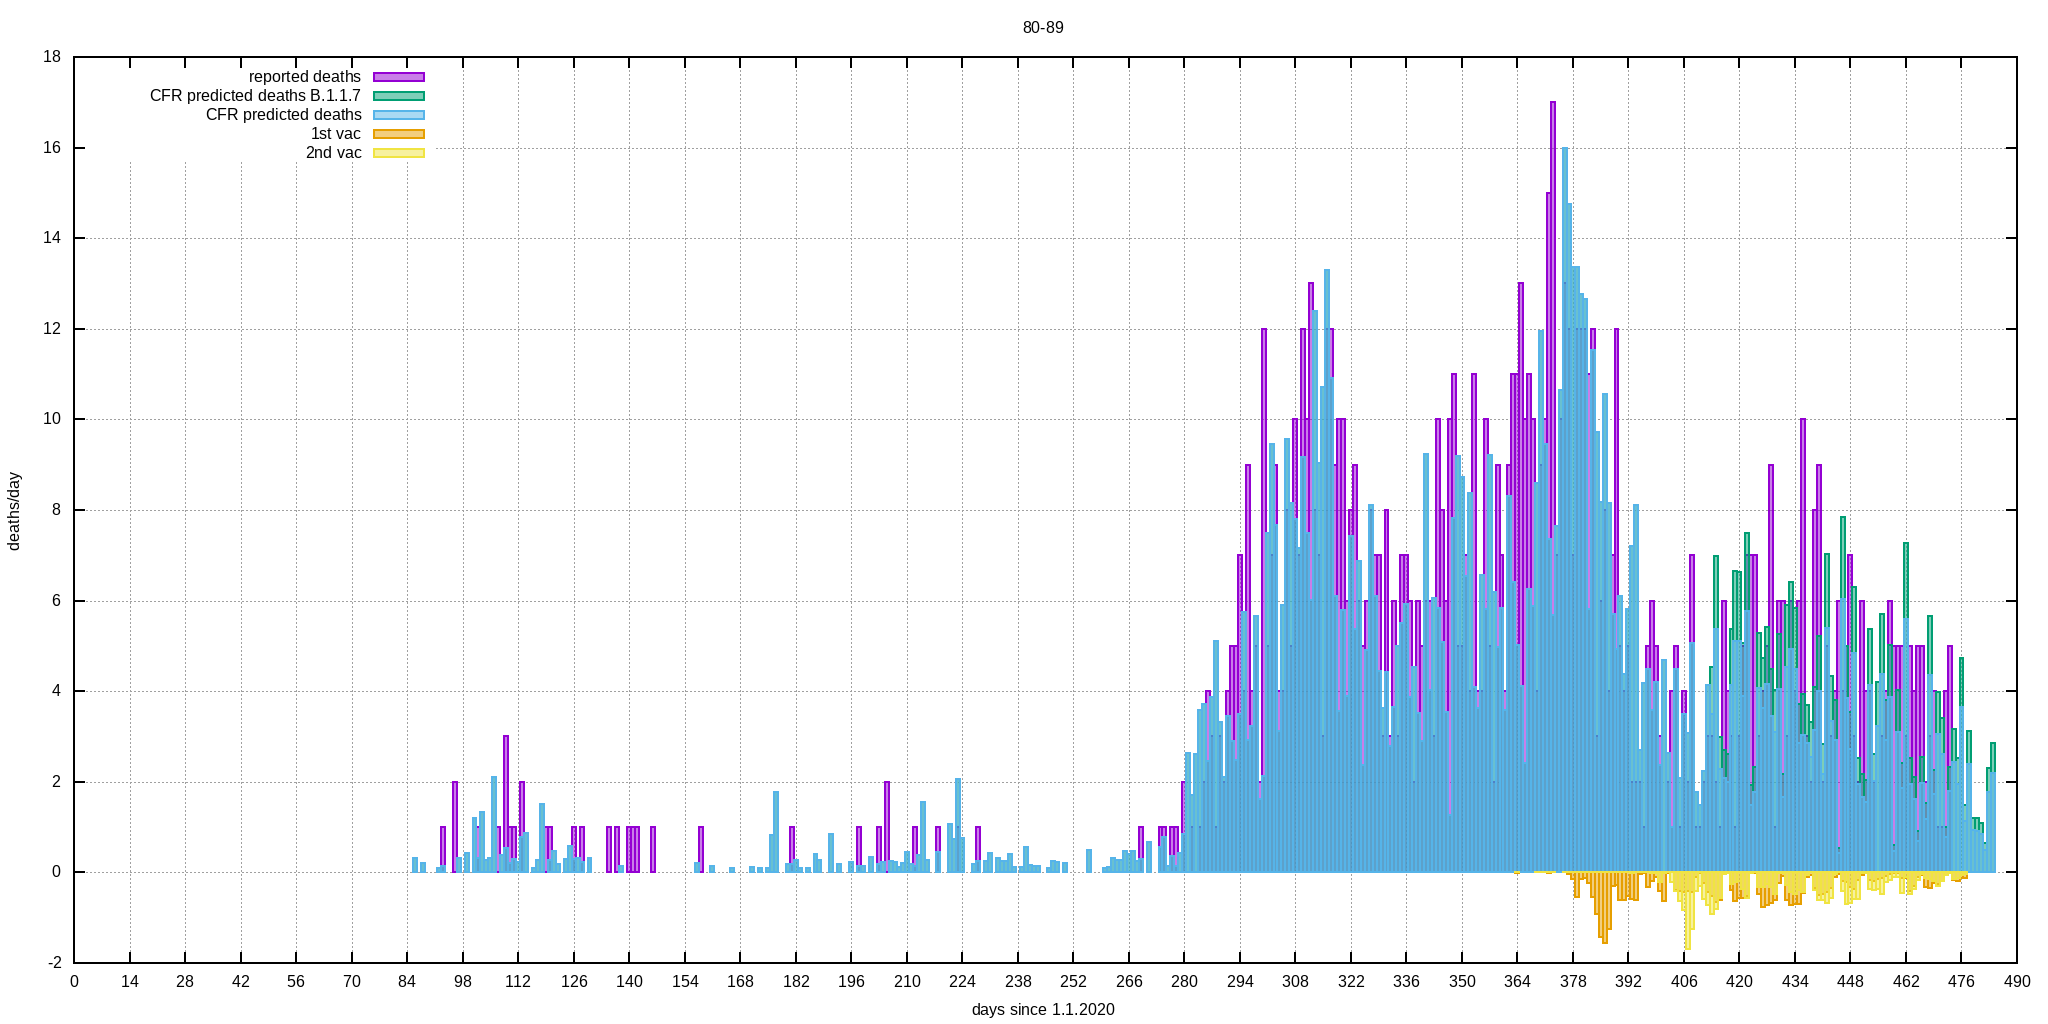 80-89
18
16
14
12
10
8
6
4
2
0
-2
reported deaths
CFR predicted deaths B.1.1.7
CFR predicted deaths
1st vac
2nd vac
deaths/day
0 14 28 42 56 70 84 98 112 126 140 154 168 182 196 210 224 238 252 266 280 294 308 322 336 350 364 378 392 406 420 434 448 462 476 490
days since 1.1.2020